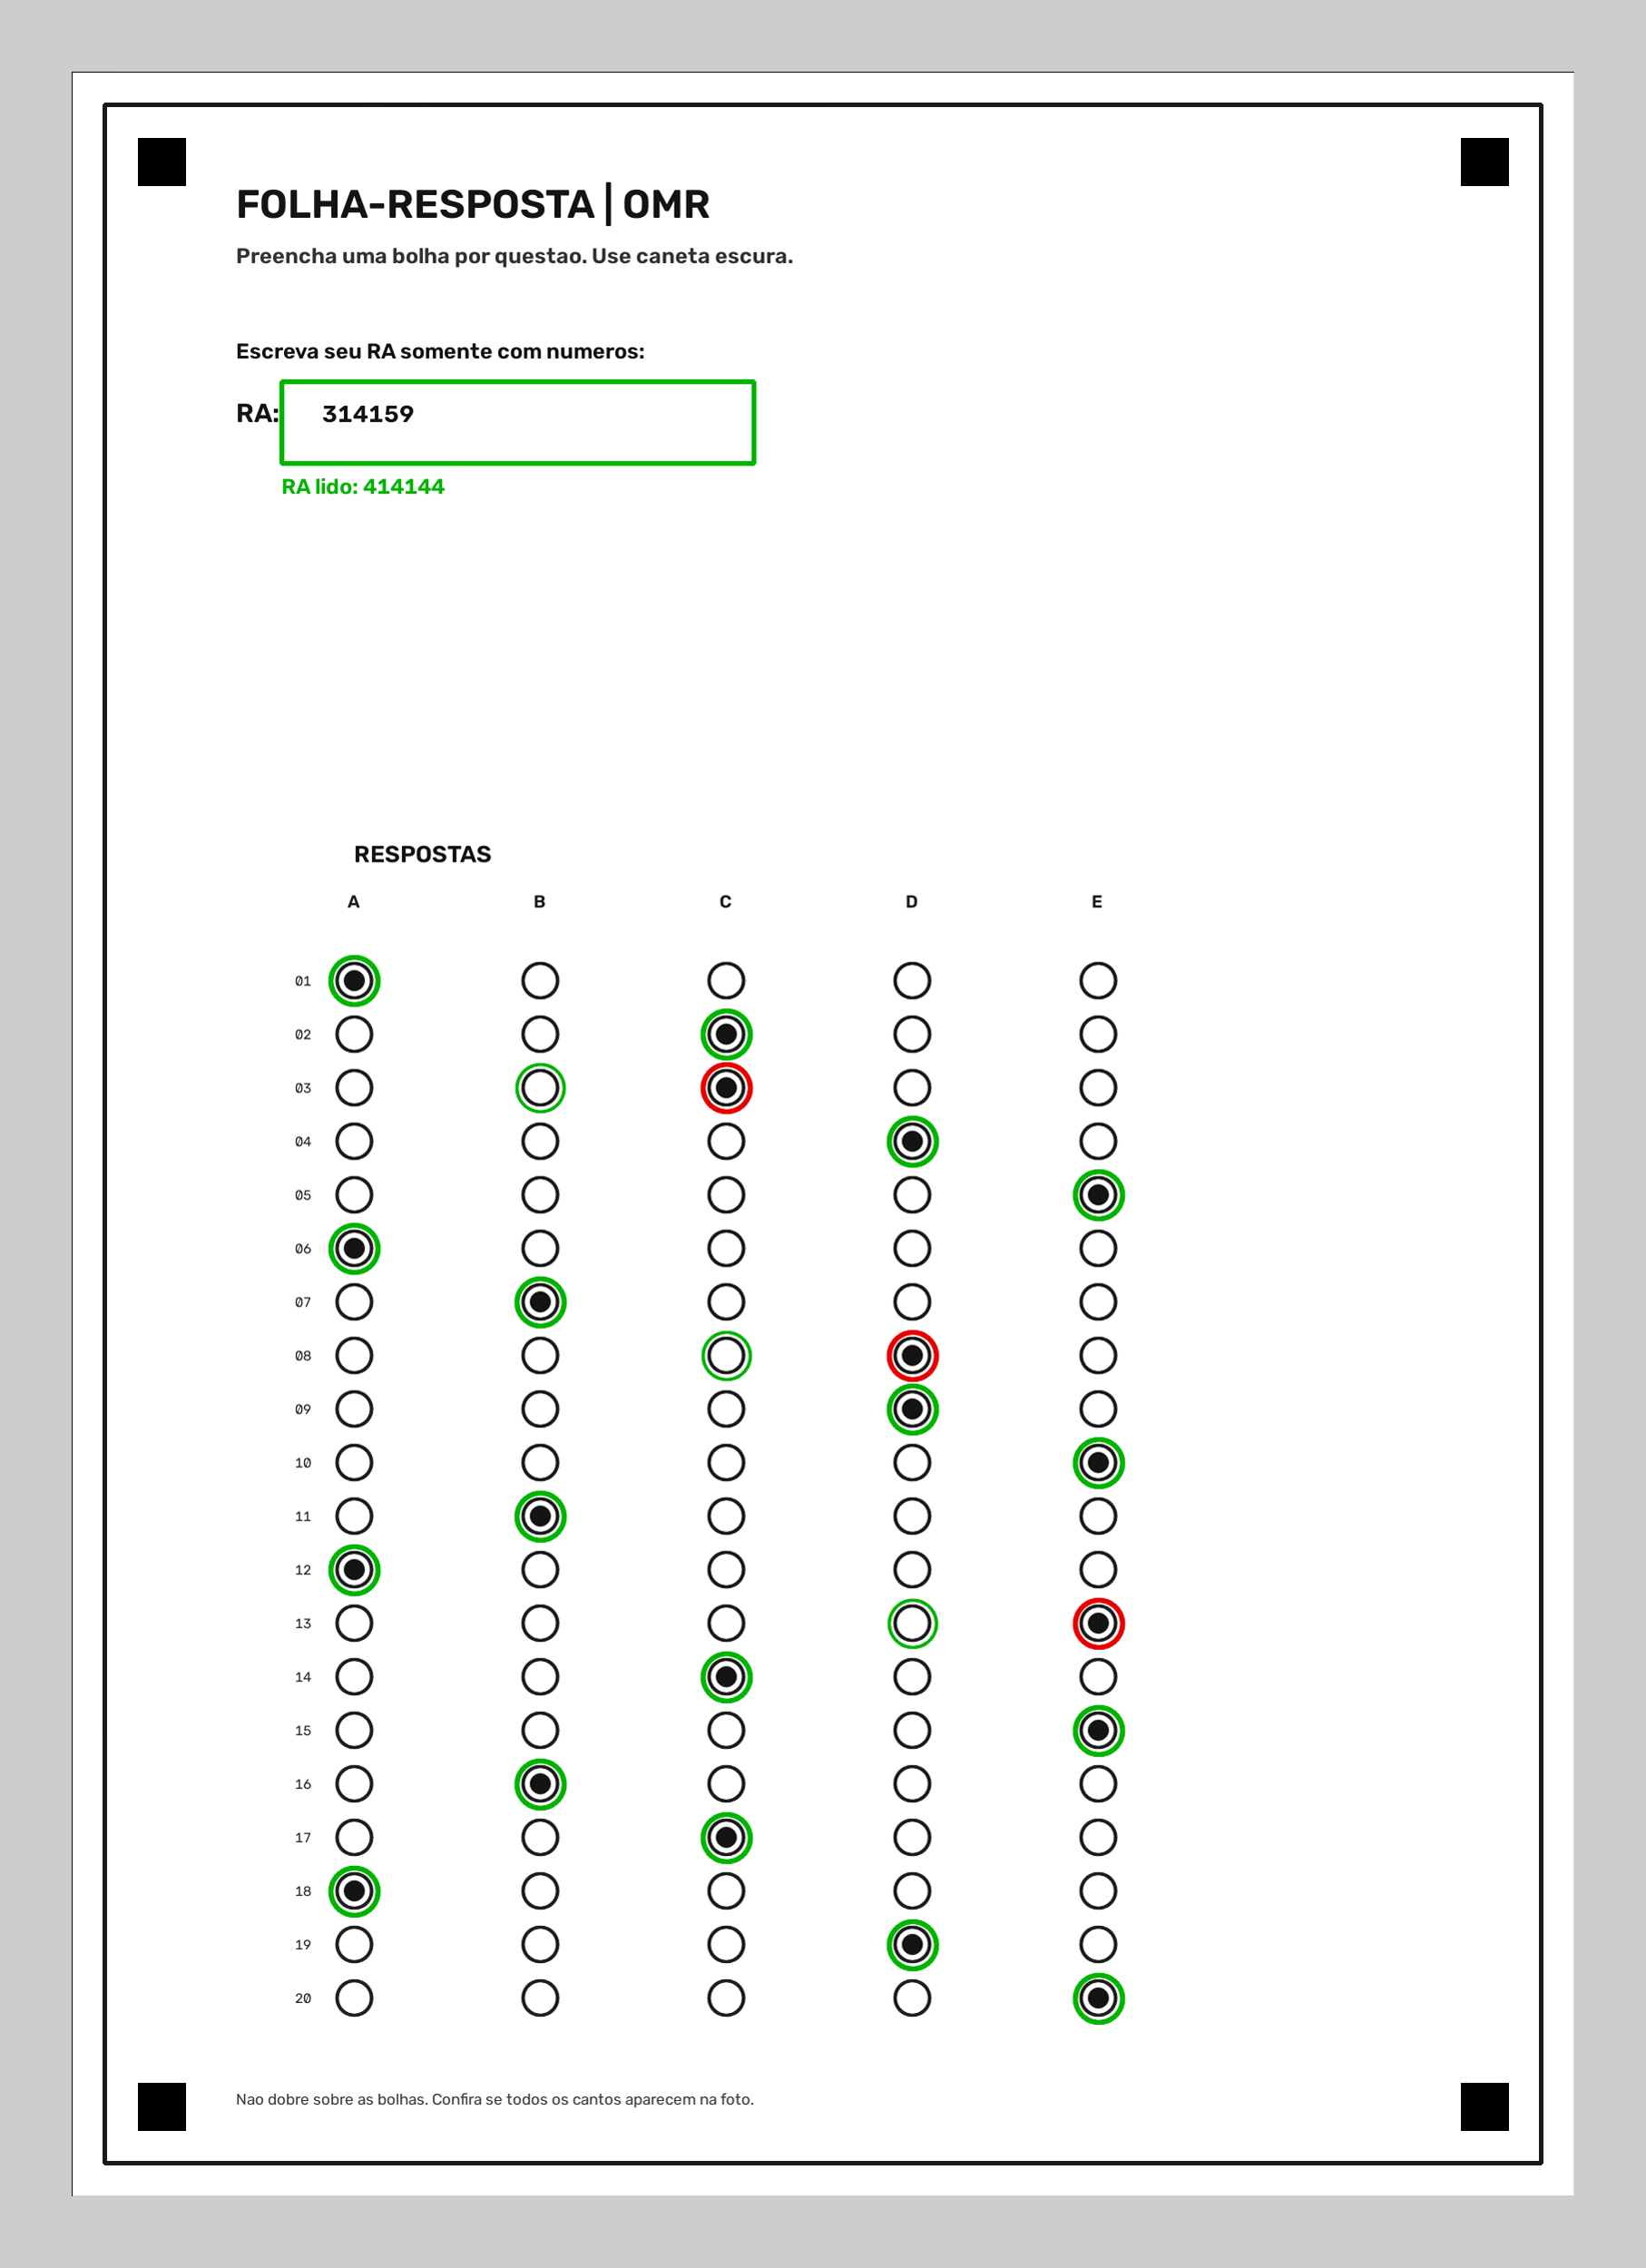 FOLHA-RESPOSTA | OMR
Preencha uma bolha por questao. Use caneta escura.
Escreva seu RA somente com numeros:
RA: 314159
RA lido: 414144
RESPOSTAS
A B C D E
01
02
03
04
05
06
07
08
09
10
11
12
13
14
15
16
17
18
19
20
Nao dobre sobre as bolhas. Confira se todos os cantos aparecem na foto.